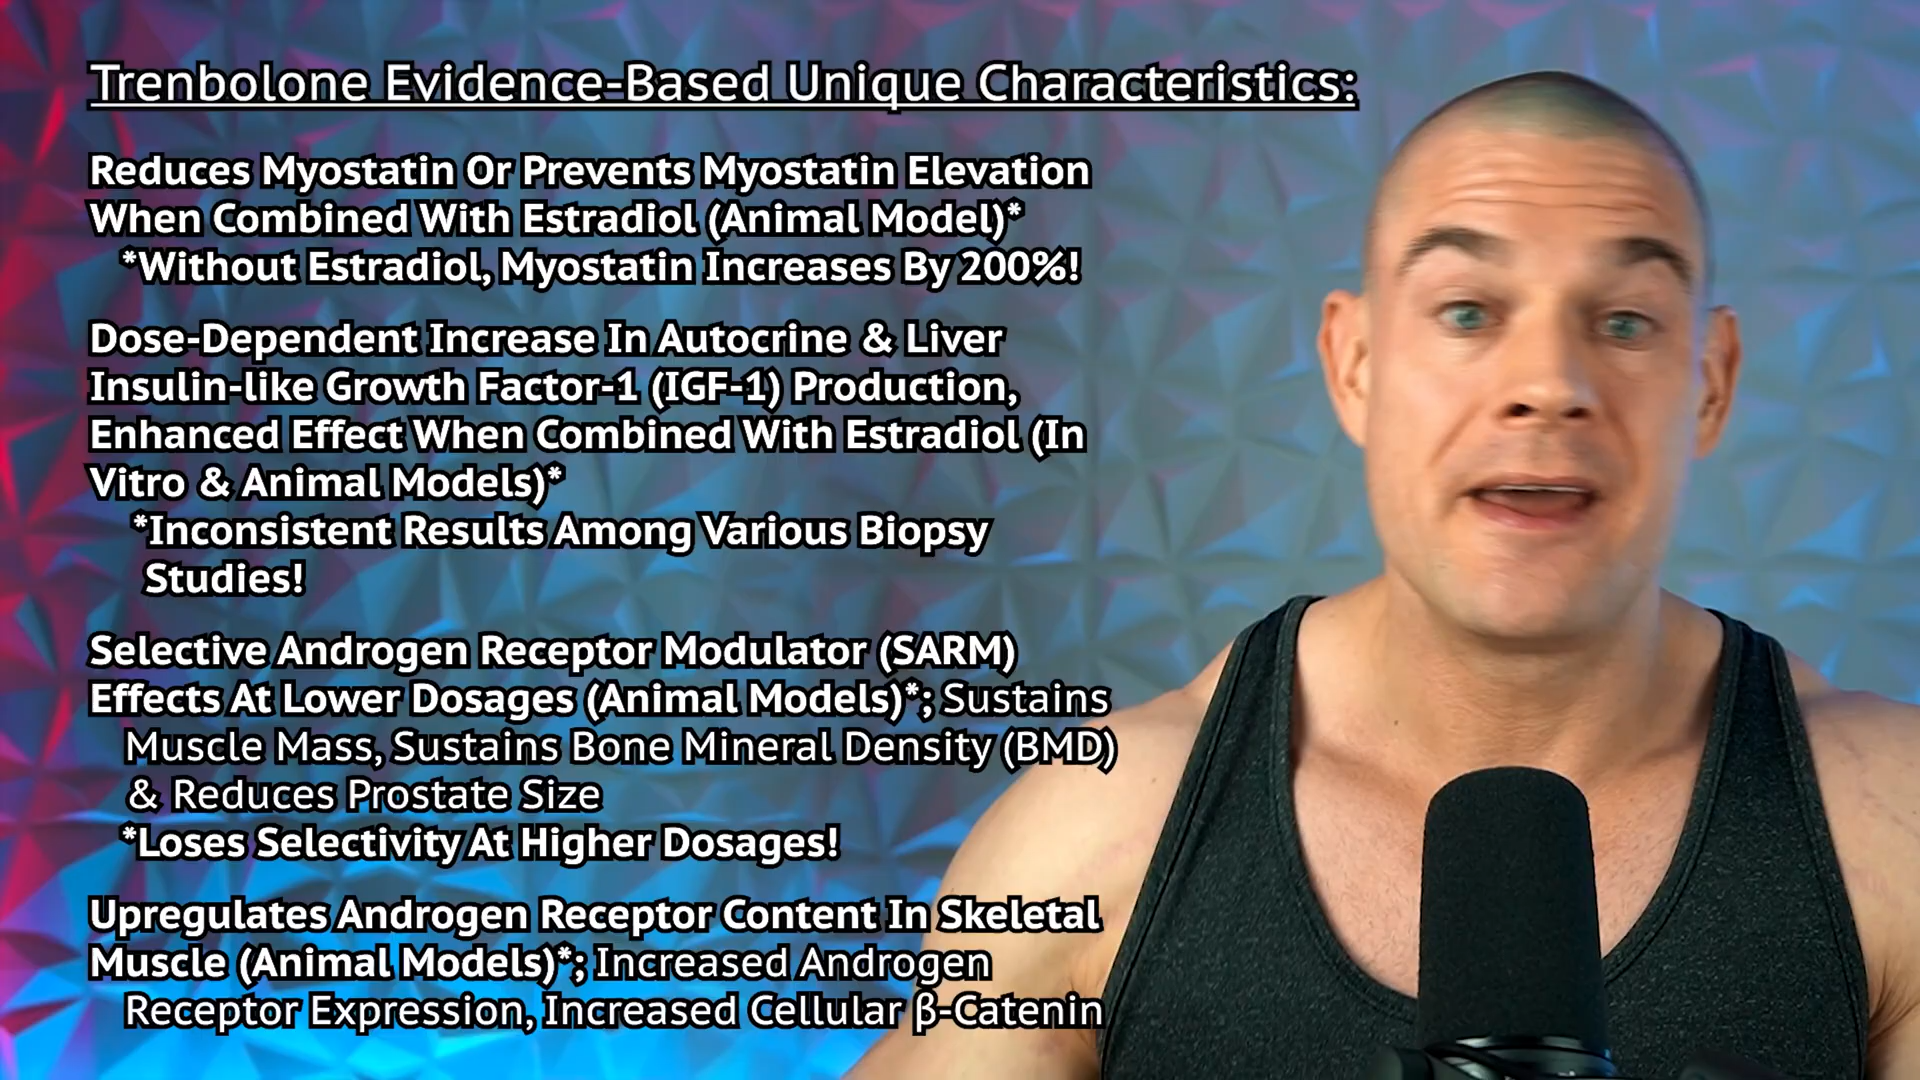 Trenbolone Evidence-Based Unique Characteristics:
Reduces Myostatin Or Prevents Myostatin Elevation
When Combined With Estradiol (Animal Model)*
*Without Estradiol, Myostatin Increases By 200%!
Dose-Dependent Increase In Autocrine & Liver
Insulin-like Growth Factor-1 (IGF-1) Production,
Enhanced Effect When Combined With Estradiol (In
Vitro & Animal Models)*
*Inconsistent Results Among Various Biopsy
Studies!
Selective Androgen Receptor Modulator (SARM)
Effects At Lower Dosages (Animal Models)*; Sustains
Muscle Mass, Sustains Bone Mineral Density (BMD)
& Reduces Prostate Size
*Loses Selectivity At Higher Dosages!
Upregulates Androgen Receptor Content In Skeletal
Muscle (Animal Models)*; Increased Androgen
Receptor Expression, Increased Cellular β-Catenin